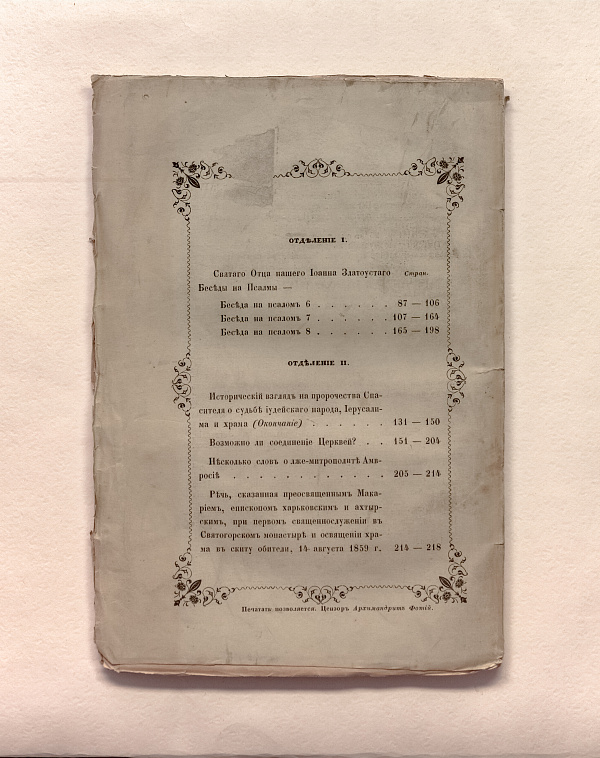 ОТДѢЛЕНІЕ I.
Святаго Отца нашего Іоанна Златоустаго Стран.
Бесѣды на Псалмы —
Бесѣда на псаломъ 6 . . . . . . 87 — 106
Бесѣда на псаломъ 7 . . . . . . 107 — 164
Бесѣда на псаломъ 8 . . . . . . 165 — 198
ОТДѢЛЕНІЕ II.
Историческій взглядъ на пророчества Спа-
сителя о судьбѣ іудейскаго народа, Іерусали-
ма и храма (Окончаніе) . . . . . . 131 — 150
Возможно ли соединеніе Церквей? . . 151 — 204
Нѣсколько словъ о лже-митрополитѣ Амв-
росіѣ . . . . . . . . . . . . 205 — 214
Рѣчь, сказанная преосвященнымъ Мака-
ріемъ, епископомъ харьковскимъ и ахтыр-
скимъ, при первомъ священнослуженіи въ
Святогорскомъ монастырѣ и освященіи хра-
ма въ скиту обители, 14 августа 1859 г. 214 — 218
Печатать позволяется. Цензоръ Архимандритъ Фотій.